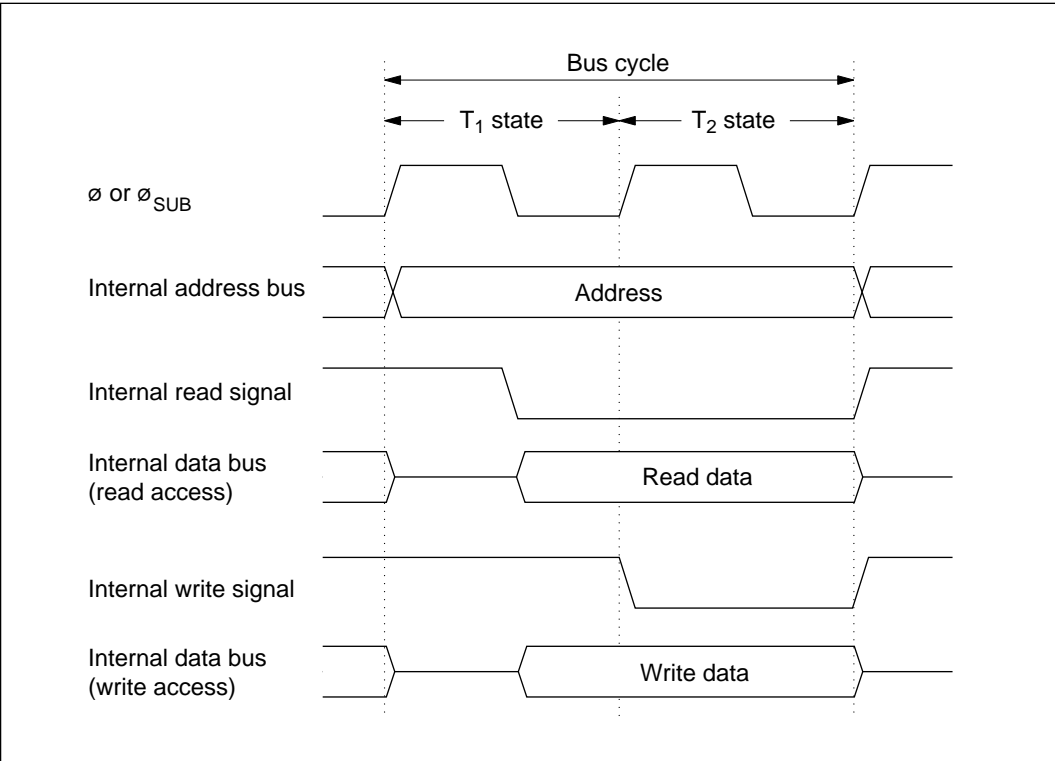 Bus cycle
T1 state
T2 state
ø or øSUB
Internal address bus
Address
Internal read signal
Internal data bus
(read access)
Read data
Internal write signal
Internal data bus
(write access)
Write data